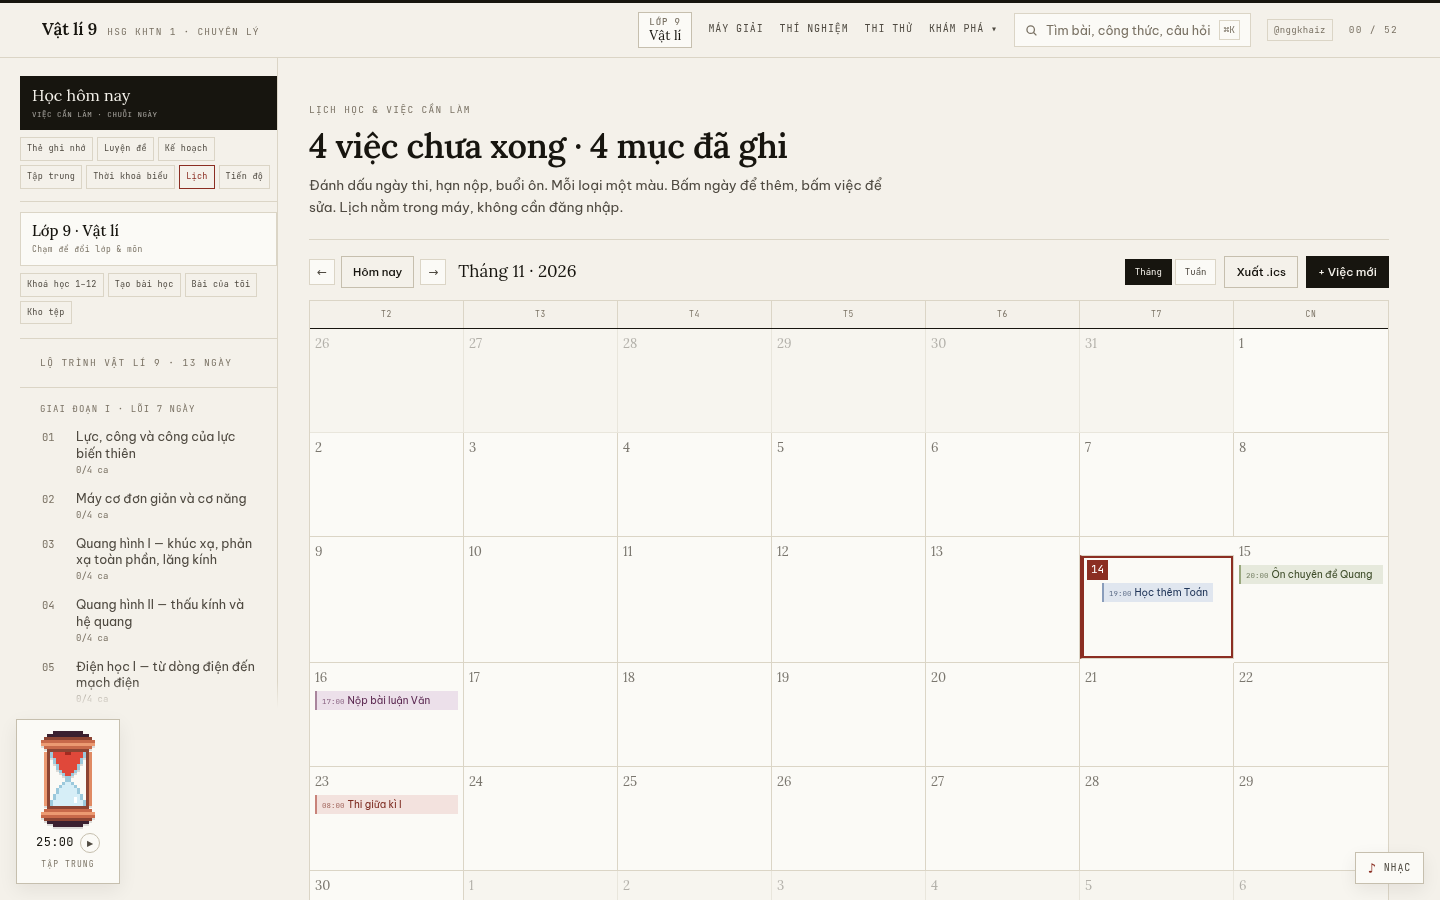 Vật lí 9 HSG KHTN 1 · CHUYÊN LÝ
LỚP 9
Vật lí
MÁY GIẢI
THÍ NGHIỆM
THI THỬ
KHÁM PHÁ ▾
Tìm bài, công thức, câu hỏi
⌘K
@nggkhaiz
00 / 52
Học hôm nay
VIỆC CẦN LÀM · CHUỖI NGÀY
Thẻ ghi nhớ
Luyện đề
Kế hoạch
Tập trung
Thời khoá biểu
Lịch
Tiến độ
Lớp 9 · Vật lí
Chạm để đổi lớp & môn
Khoá học 1–12
Tạo bài học
Bài của tôi
Kho tệp
LỘ TRÌNH VẬT LÍ 9 · 13 NGÀY
GIAI ĐOẠN I · LÕI 7 NGÀY
01 Lực, công và công của lực
biến thiên
0/4 ca
02 Máy cơ đơn giản và cơ năng
0/4 ca
03 Quang hình I — khúc xạ, phản
xạ toàn phần, lăng kính
0/4 ca
04 Quang hình II — thấu kính và
hệ quang
0/4 ca
05 Điện học I — từ dòng điện đến
mạch điện
0/4 ca
25:00 ▶
TẬP TRUNG
LỊCH HỌC & VIỆC CẦN LÀM
4 việc chưa xong · 4 mục đã ghi
Đánh dấu ngày thi, hạn nộp, buổi ôn. Mỗi loại một màu. Bấm ngày để thêm, bấm việc để
sửa. Lịch nằm trong máy, không cần đăng nhập.
←
Hôm nay
→
Tháng 11 · 2026
Tháng
Tuần
Xuất .ics
+ Việc mới
T2 T3 T4 T5 T6 T7 CN
26 27 28 29 30 31 1
2 3 4 5 6 7 8
9 10 11 12 13 14 15
19:00 Học thêm Toán
20:00 Ôn chuyên đề Quang
16 17 18 19 20 21 22
17:00 Nộp bài luận Văn
23 24 25 26 27 28 29
08:00 Thi giữa kì I
30 1 2 3 4 5 6
♪ NHẠC